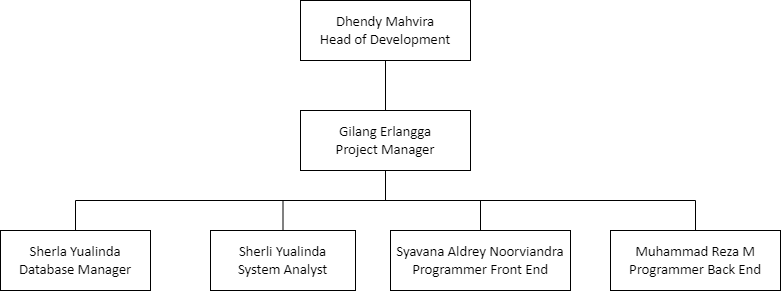 Dhendy Mahvira
Head of Development
Gilang Erlangga
Project Manager
Sherla Yualinda
Database Manager
Sherli Yualinda
System Analyst
Syavana Aldrey Noorviandra
Programmer Front End
Muhammad Reza M
Programmer Back End